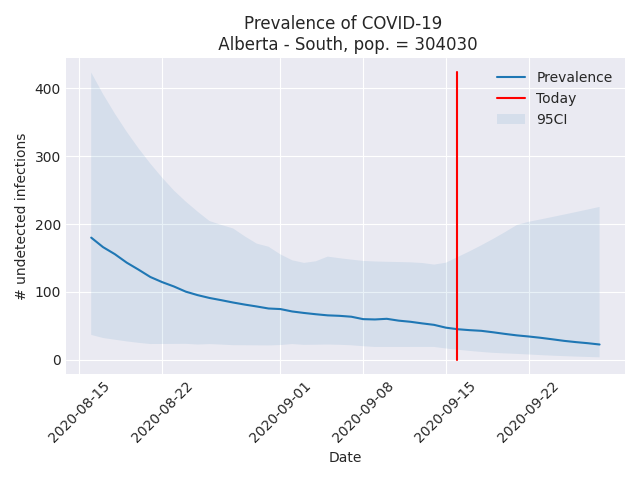 Prevalence of COVID-19
Alberta - South, pop. = 304030
Prevalence
Today
95CI
400
300
200
100
0
# undetected infections
2020-08-15
2020-08-22
2020-09-01
2020-09-08
2020-09-15
2020-09-22
Date